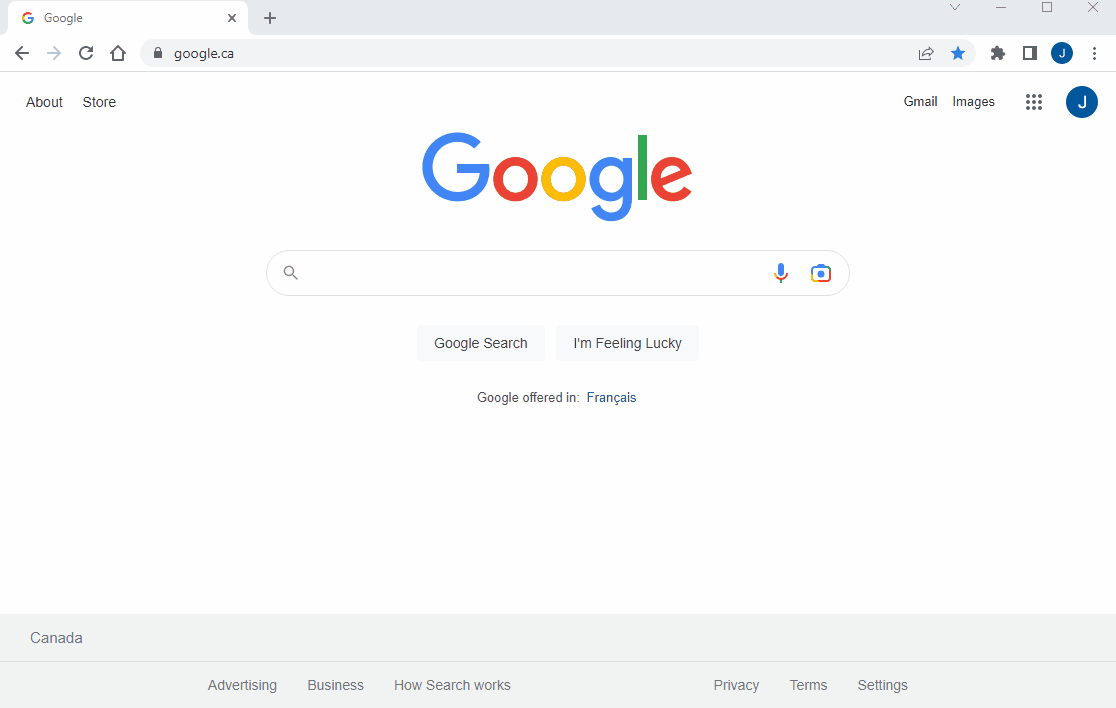 Google
google.ca
J
About Store Gmail Images J
Google
Google Search I'm Feeling Lucky
Google offered in: Français
Canada
Advertising Business How Search works Privacy Terms Settings